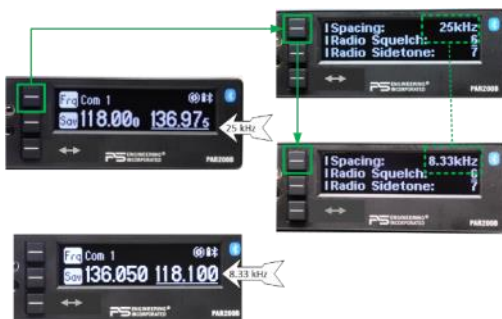 I Spacing: 25kHz
I Radio Squelch: 6
I Radio Sidetone: 7
PS ENGINEERING INCORPORATED®
PAR200B
Frq Com 1
Sav 118.000 136.975
PS ENGINEERING INCORPORATED®
PAR200B
25 kHz
I Spacing: 8.33kHz
I Radio Squelch: 6
I Radio Sidetone: 7
PS ENGINEERING INCORPORATED®
PAR200B
Frq Com 1
Sav 136.050 118.100
PS ENGINEERING INCORPORATED®
PAR200B
8.33 kHz